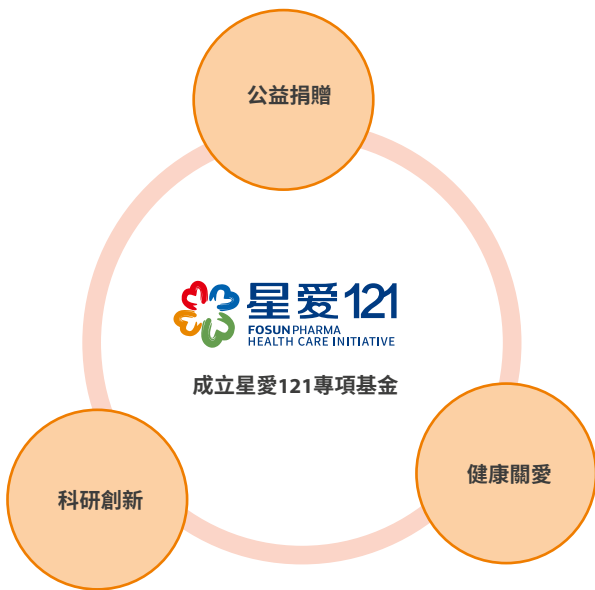 公益捐贈
星爱121
FOSUN PHARMA
HEALTH CARE INITIATIVE
成立星愛121專項基金
健康關愛
科研創新